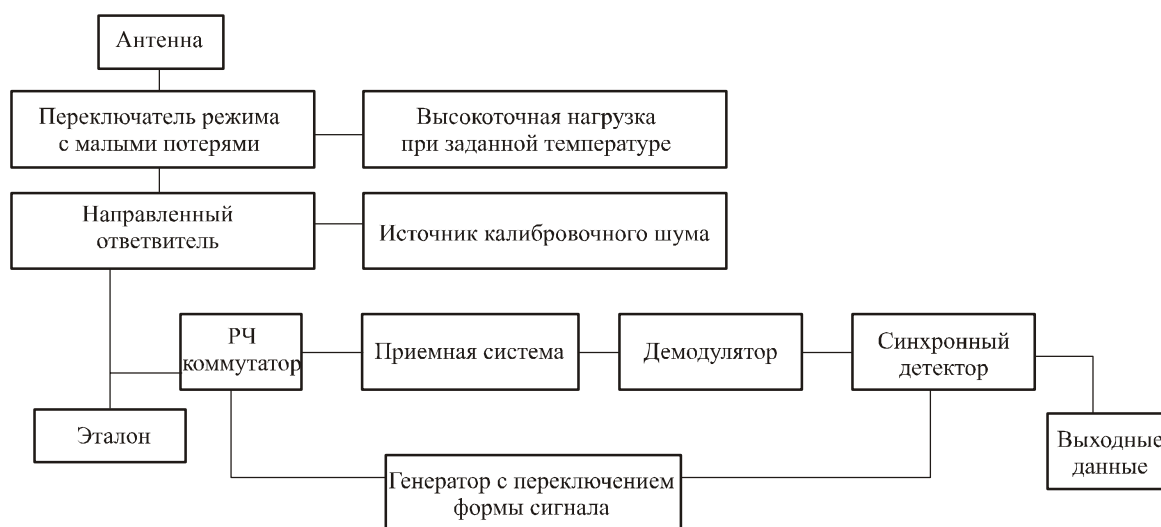 Антенна
Переключатель режима
с малыми потерями
Высокоточная нагрузка
при заданной температуре
Направленный
ответвитель
Источник калибровочного шума
РЧ
коммутатор
Приемная система
Демодулятор
Синхронный
детектор
Эталон
Выходные
данные
Генератор с переключением
формы сигнала